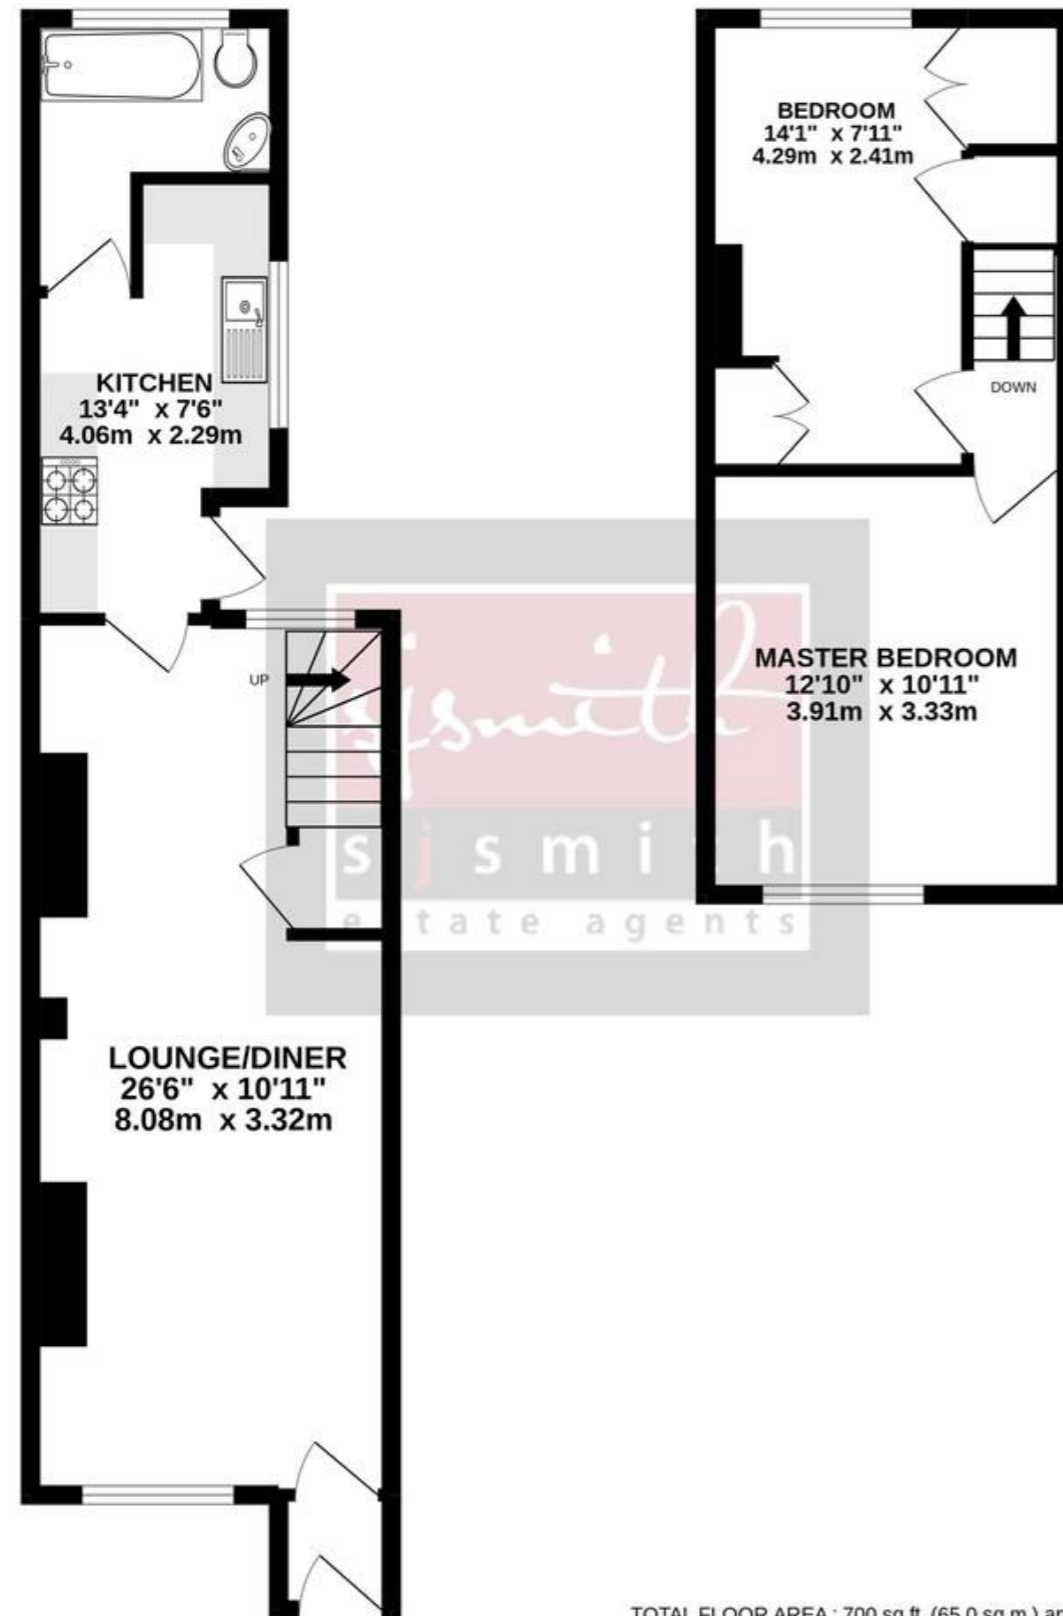 KITCHEN
13'4" x 7'6"
4.06m x 2.29m
UP
LOUNGE/DINER
26'6" x 10'11"
8.08m x 3.32m
BEDROOM
14'1" x 7'11"
4.29m x 2.41m
DOWN
MASTER BEDROOM
12'10" x 10'11"
3.91m x 3.33m
sjsmith
sjsmith
estate agents
TOTAL FLOOR AREA : 700 sq.ft. (65.0 sq.m.)